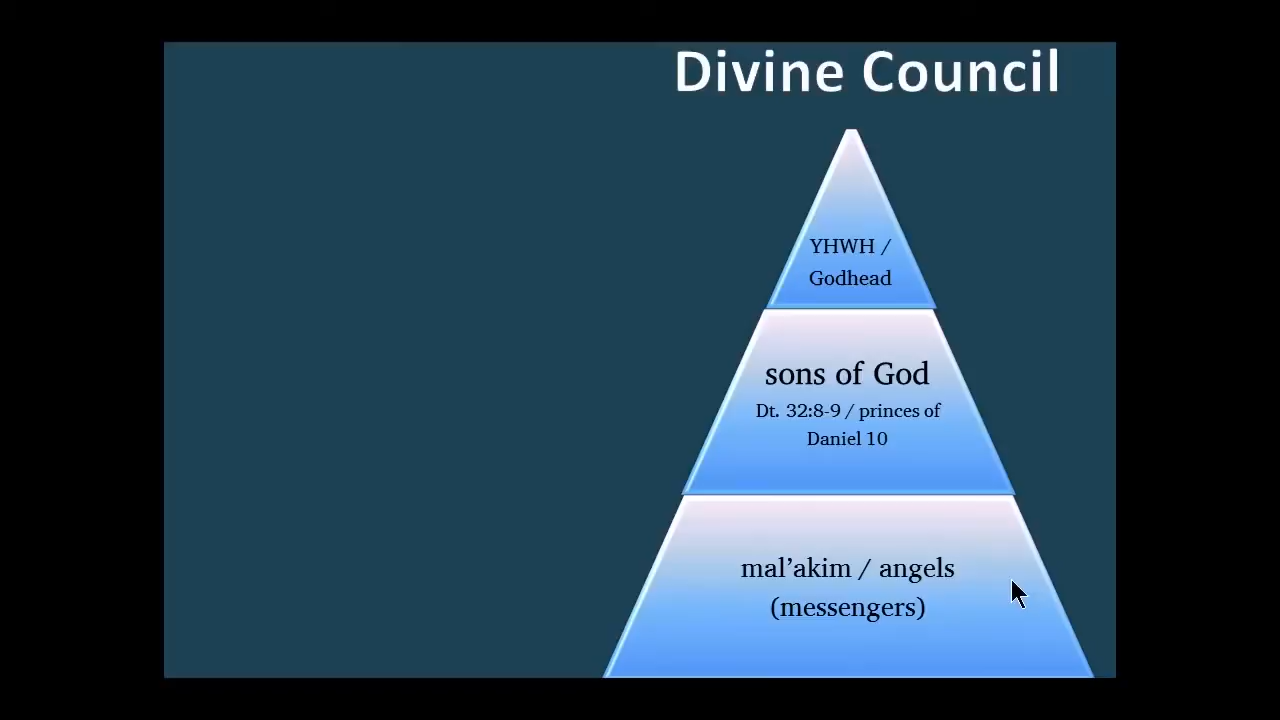 Divine Council
YHWH /
Godhead
sons of God
Dt. 32:8-9 / princes of
Daniel 10
mal’akim / angels
(messengers)